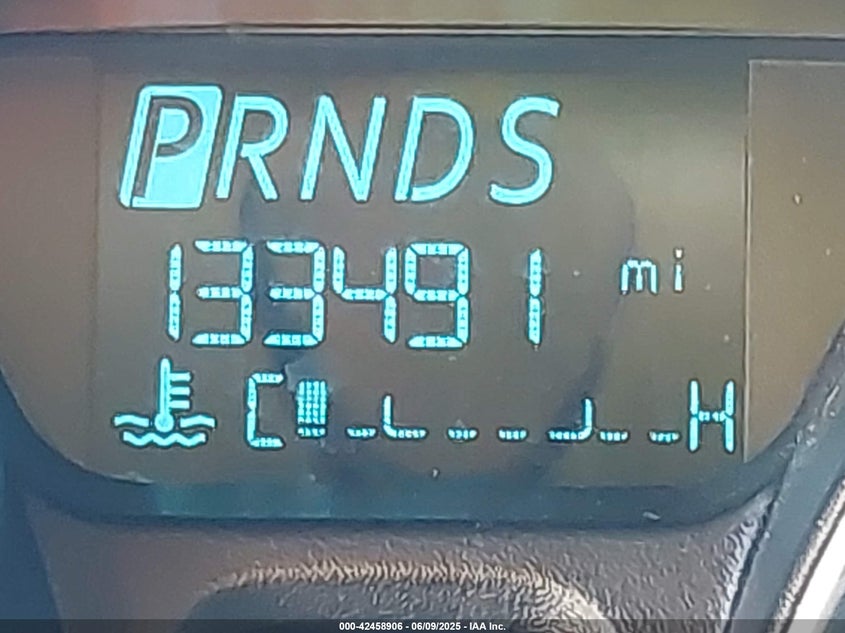 PRNDS
133491 mi
C H
000-42458906 - 06/09/2025 - IAA Inc.